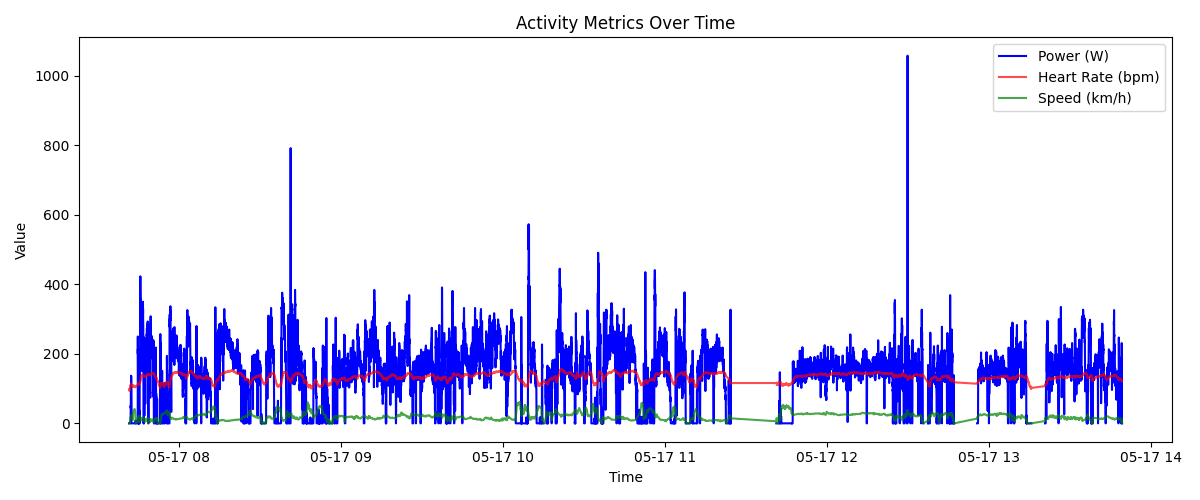 Activity Metrics Over Time
Power (W)
Heart Rate (bpm)
Speed (km/h)
Value
1000
800
600
400
200
0
05-17 08
05-17 09
05-17 10
05-17 11
05-17 12
05-17 13
05-17 14
Time